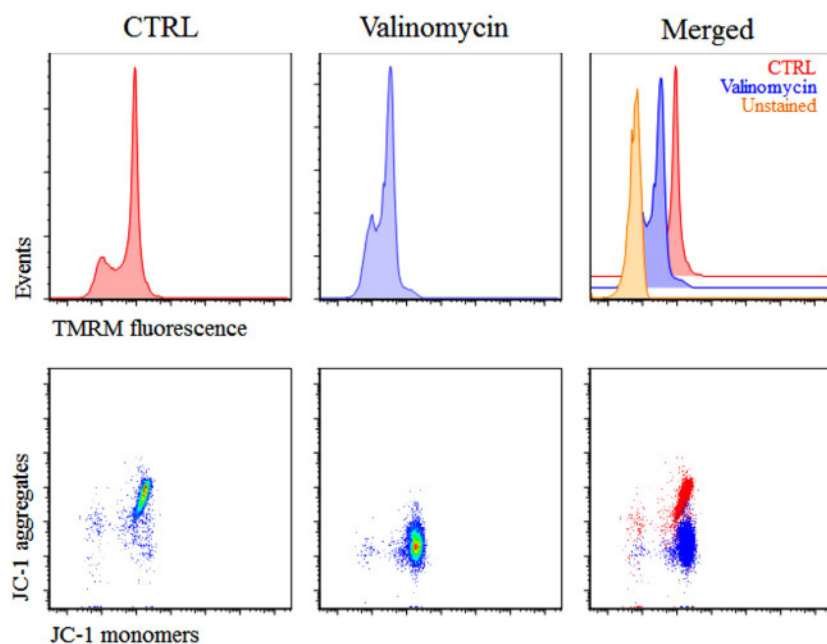 CTRL
Valinomycin
Merged
CTRL
Valinomycin
Unstained
Events
TMRM fluorescence
JC-1 aggregates
JC-1 monomers